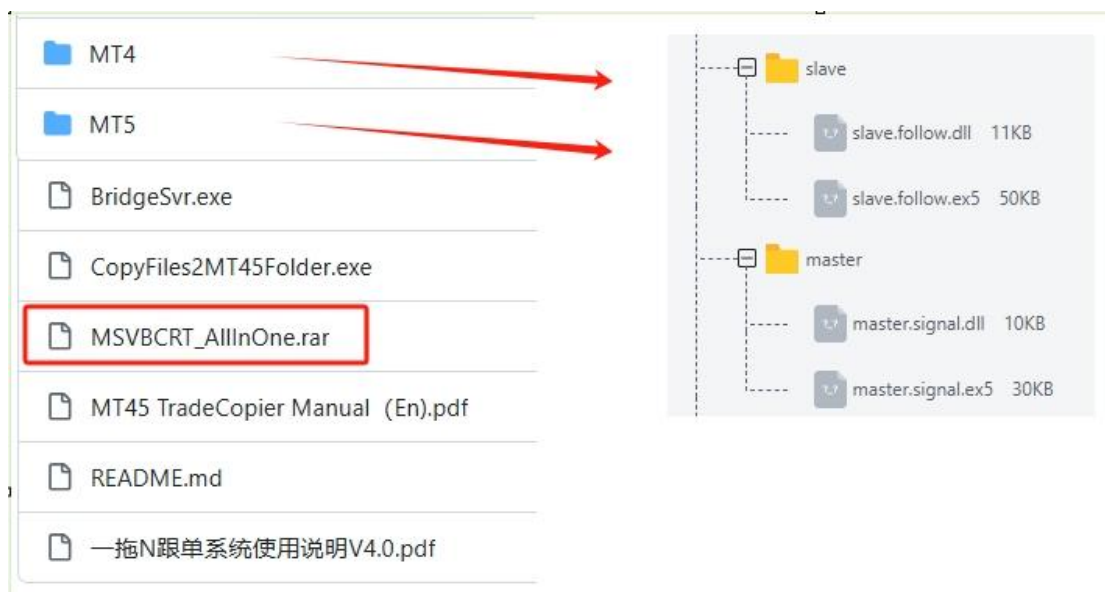 MT4
MT5
BridgeSvr.exe
CopyFiles2MT45Folder.exe
MSVBCRT_AllInOne.rar
MT45 TradeCopier Manual（En).pdf
README.md
一拖N跟单系统使用说明V4.0.pdf
slave
slave.follow.dll 11KB
slave.follow.ex5 50KB
master
master.signal.dll 10KB
master.signal.ex5 30KB